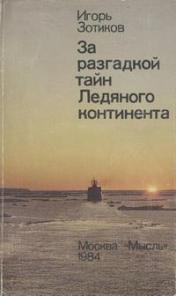 Игорь
Зотиков
За
разгадкой
тайн
Ледяного
континента
Москва «Мысль»
1984